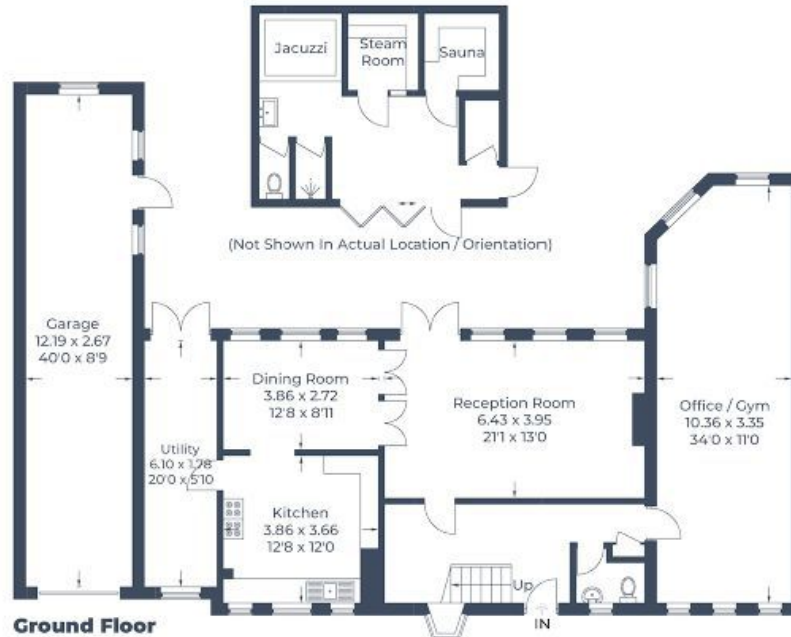 Jacuzzi
Steam
Room
Sauna
(Not Shown In Actual Location / Orientation)
Garage
12.19 x 2.67
40'0 x 8'9
Utility
6.10 x 1.78
20'0 x 5'10
Dining Room
3.86 x 2.72
12'8 x 8'11
Kitchen
3.86 x 3.66
12'8 x 12'0
Reception Room
6.43 x 3.95
21'1 x 13'0
Office / Gym
10.36 x 3.35
34'0 x 11'0
Up
IN
Ground Floor